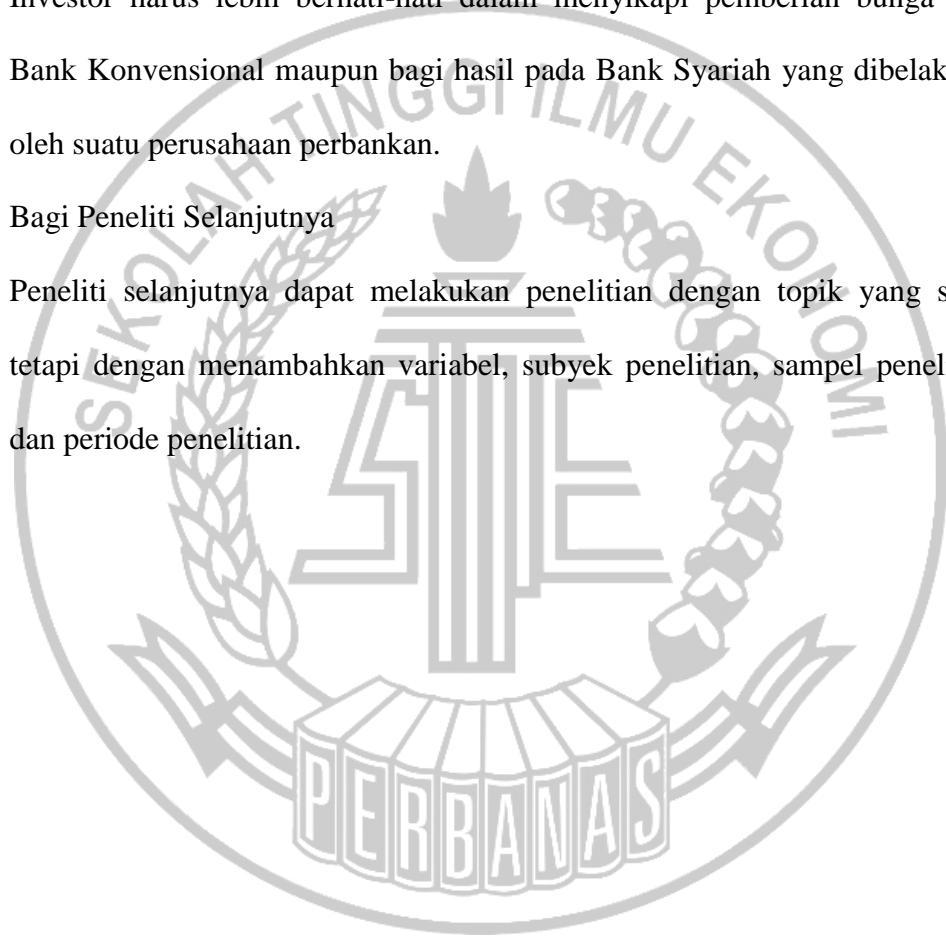 Investor harus lebih berhati-hati dalam menyikapi pemberian bunga
Bank Konvensional maupun bagi hasil pada Bank Syariah yang dibelak
oleh suatu perusahaan perbankan.
Bagi Peneliti Selanjutnya
Peneliti selanjutnya dapat melakukan penelitian dengan topik yang s
tetapi dengan menambahkan variabel, subyek penelitian, sampel penel
dan periode penelitian.
SEKOLAH TINGGI ILMU EKONOMI
PERBANAS